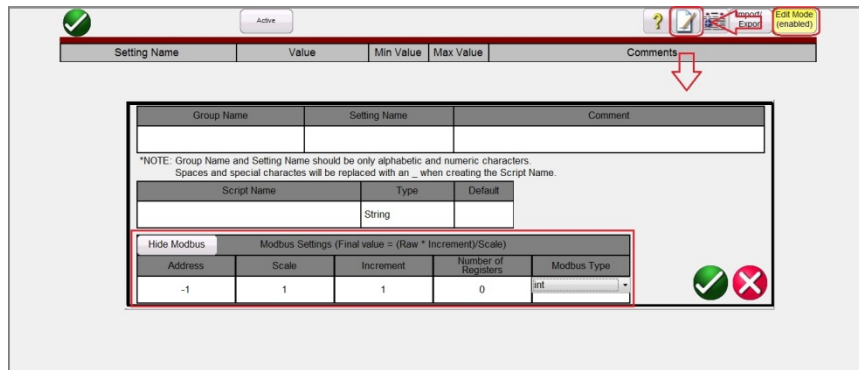 Active
Import/
Export
Edit Mode
(enabled)
Setting Name Value Min Value Max Value Comments
Group Name Setting Name Comment
*NOTE: Group Name and Setting Name should be only alphabetic and numeric characters.
Spaces and special charactes will be replaced with an _ when creating the Script Name.
Script Name Type Default
String
Hide Modbus Modbus Settings (Final value = (Raw * Increment)/Scale)
Address Scale Increment Number of
Registers Modbus Type
-1 1 1 0 int